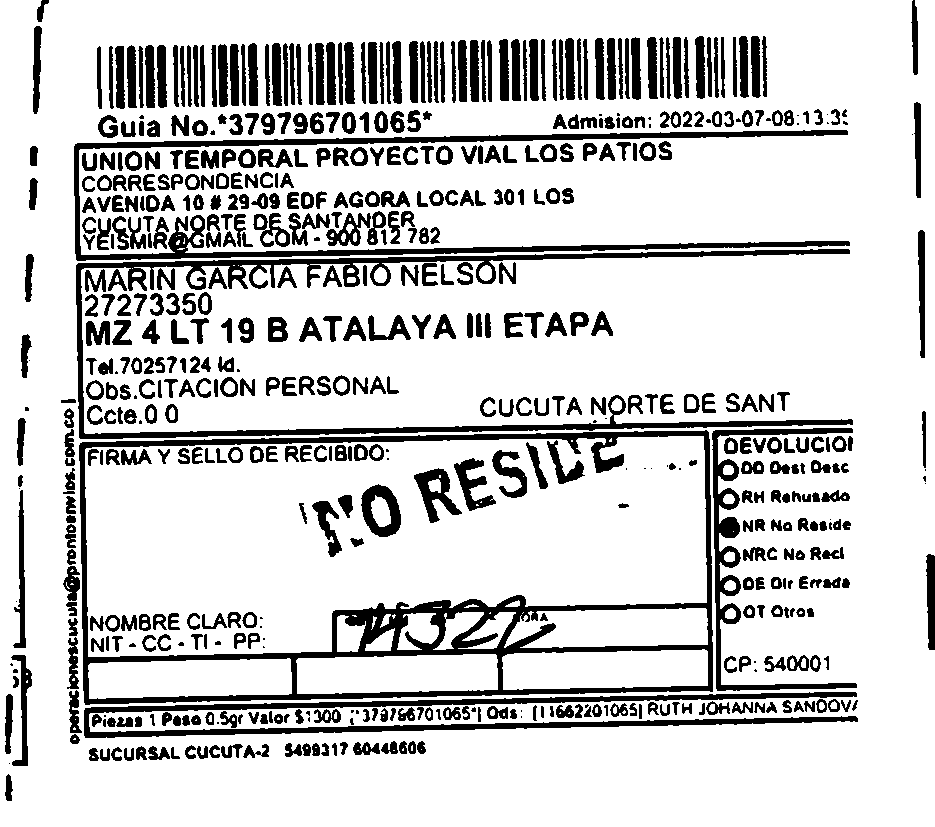 Guia No.*379796701065*
Admision: 2022-03-07-08:13:35
UNION TEMPORAL PROYECTO VIAL LOS PATIOS
CORRESPONDENCIA
AVENIDA 10 # 29-09 EDF AGORA LOCAL 301 LOS
CUCUTA NORTE DE SANTANDER
YEISMIR@GMAIL COM - 900 812 782
MARIN GARCIA FABIO NELSON
27273350
MZ 4 LT 19 B ATALAYA III ETAPA
Tel.70257124 Id.
Obs.CITACION PERSONAL
Ccte.0 0
CUCUTA NORTE DE SANT
operacionescucuta@prontoenvios.com.co
FIRMA Y SELLO DE RECIBIDO:
NO RESIDE
NOMBRE CLARO:
NIT - CC - TI - PP:
HORA
DEVOLUCION
DD Dest Desc
RH Rehusado
NR No Reside
NRC No Recl
DE Dir Errada
OT Otros
CP: 540001
Piezas 1 Peso 0.5gr Valor $1300 [*379796701065*] Ods: [11662201065] RUTH JOHANNA SANDOVA
SUCURSAL CUCUTA-2 5499317 60448606